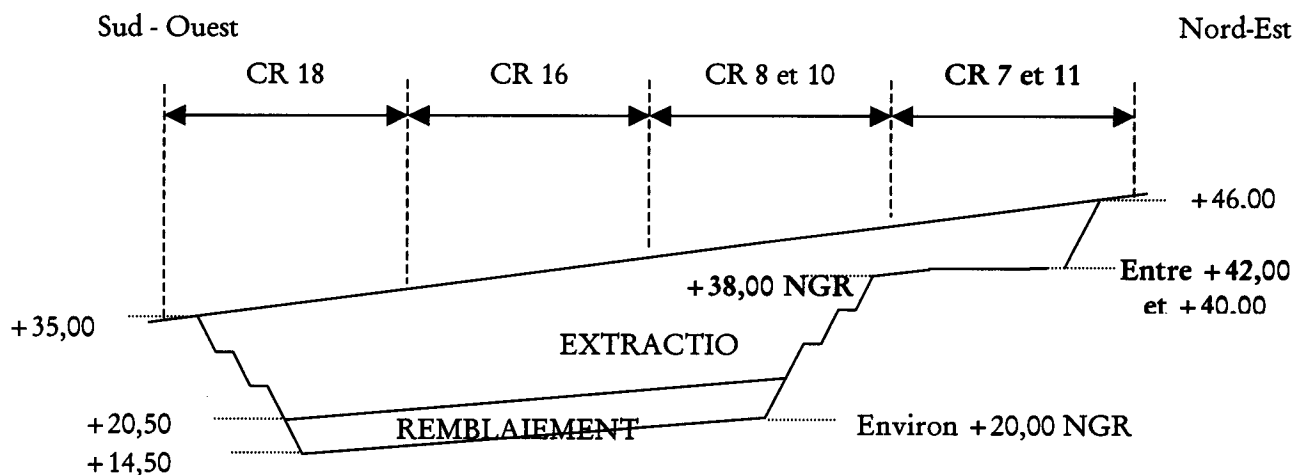 Sud - Ouest
Nord-Est
CR 18
CR 16
CR 8 et 10
CR 7 et 11
+46.00
+38,00 NGR
Entre +42,00
et +40.00
+35,00
EXTRACTIO
+20,50
REMBLAIEMENT
Environ +20,00 NGR
+14,50